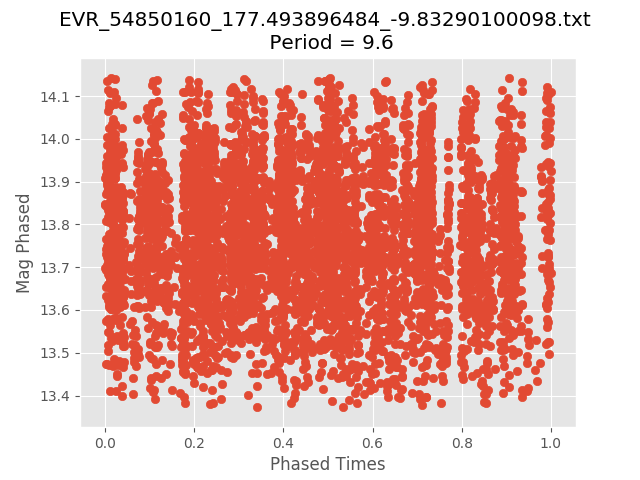 EVR_54850160_177.493896484_-9.83290100098.txt
Period = 9.6
14.1
14.0
13.9
13.8
13.7
13.6
13.5
13.4
Mag Phased
0.0 0.2 0.4 0.6 0.8 1.0
Phased Times